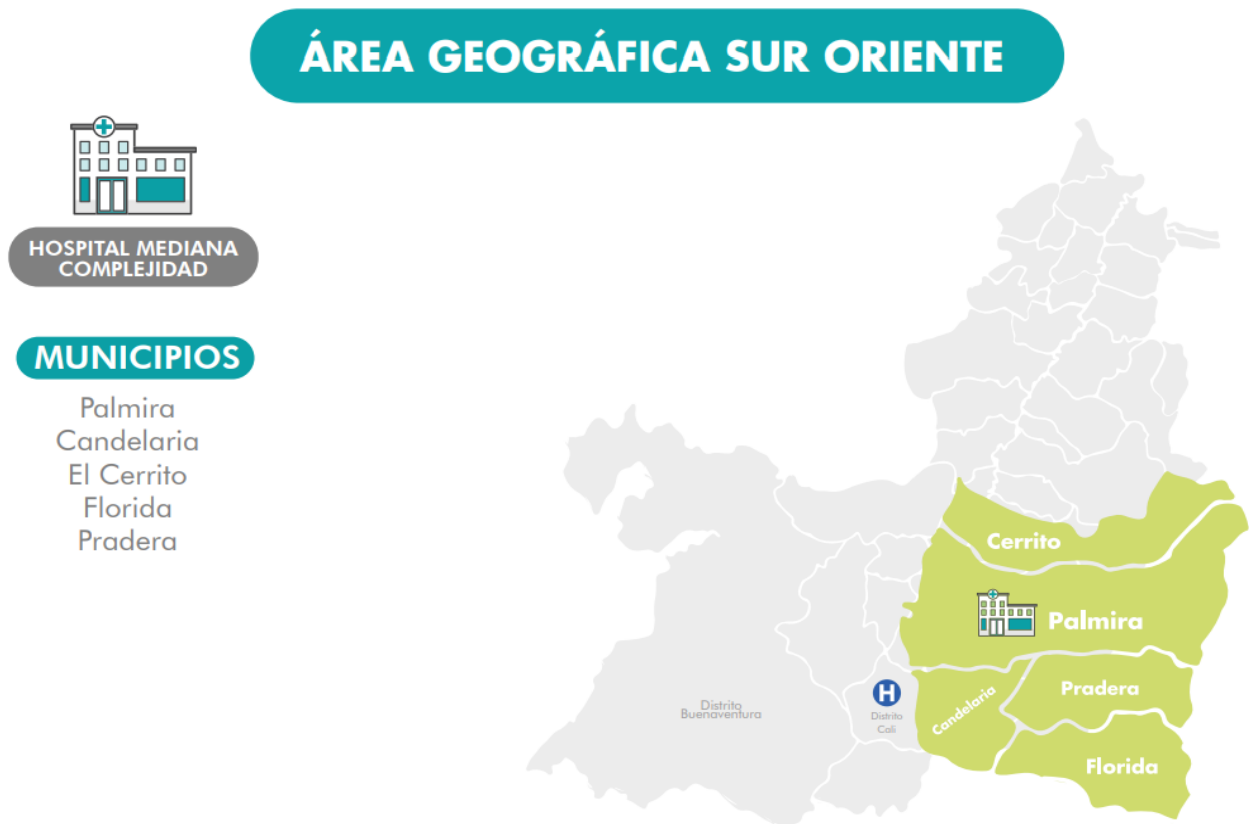 ÁREA GEOGRÁFICA SUR ORIENTE
HOSPITAL MEDIANA
COMPLEJIDAD
MUNICIPIOS
Palmira
Candelaria
El Cerrito
Florida
Pradera
Cerrito
Palmira
Pradera
Candelaria
Florida
H
Distrito
Cali
Distrito
Buenaventura